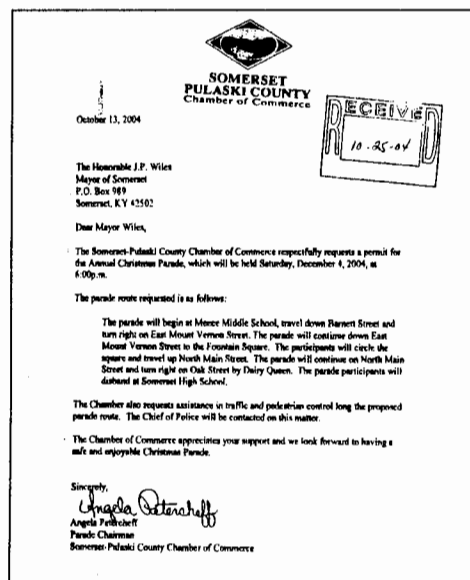 SOMERSET
PULASKI COUNTY
Chamber of Commerce
RECEIVED
10-25-04
October 13, 2004
The Honorable J.P. Wiles
Mayor of Somerset
P.O. Box 989
Somerset, KY 42502
Dear Mayor Wiles,
The Somerset-Pulaski County Chamber of Commerce respectfully requests a permit for
the Annual Christmas Parade, which will be held Saturday, December 4, 2004, at
6:00p.m.
The parade route requested is as follows:
The parade will begin at Meece Middle School, travel down Barnett Street and
turn right on East Mount Vernon Street. The parade will continue down East
Mount Vernon Street to the Fountain Square. The participants will circle the
square and travel up North Main Street. The parade will continue on North Main
Street and turn right on Oak Street by Dairy Queen. The parade participants will
disband at Somerset High School.
The Chamber also requests assistance in traffic and pedestrian control long the proposed
parade route. The Chief of Police will be contacted on this matter.
The Chamber of Commerce appreciates your support and we look forward to having a
safe and enjoyable Christmas Parade.
Sincerely,
Angela Petercheff
Angela Petercheff
Parade Chairman
Somerset-Pulaski County Chamber of Commerce